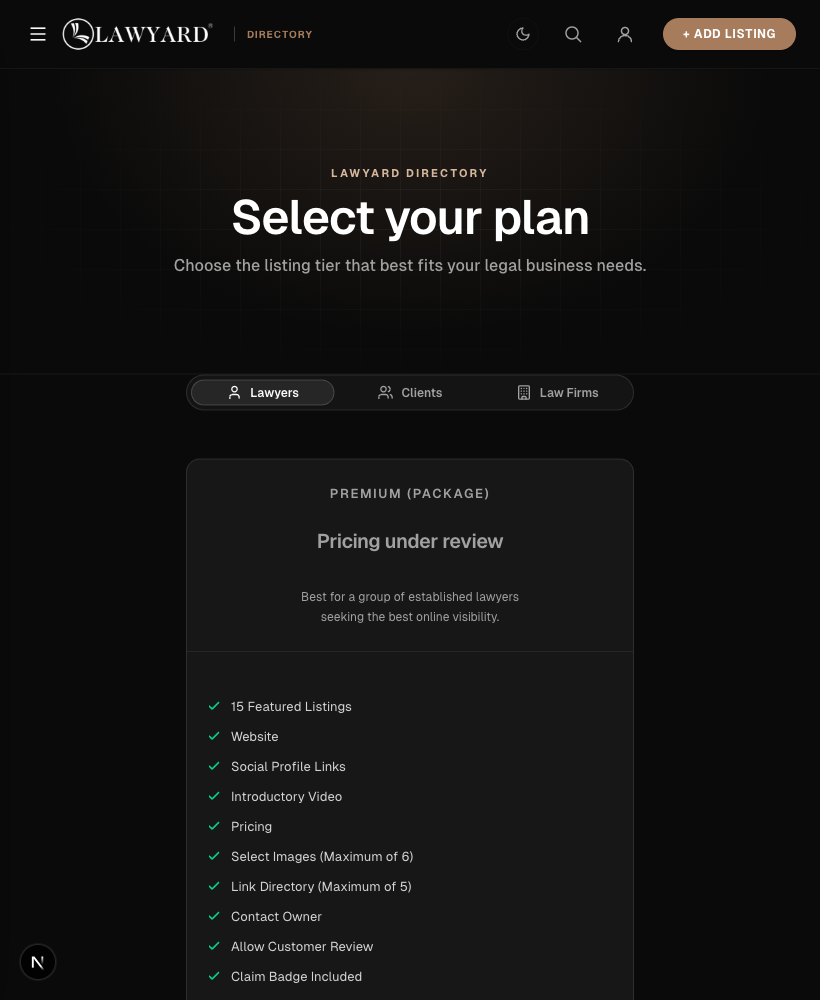 LAWYARD®
DIRECTORY
+ ADD LISTING
LAWYARD DIRECTORY
Select your plan
Choose the listing tier that best fits your legal business needs.
Lawyers
Clients
Law Firms
PREMIUM (PACKAGE)
Pricing under review
Best for a group of established lawyers
seeking the best online visibility.
15 Featured Listings
Website
Social Profile Links
Introductory Video
Pricing
Select Images (Maximum of 6)
Link Directory (Maximum of 5)
Contact Owner
Allow Customer Review
Claim Badge Included
N